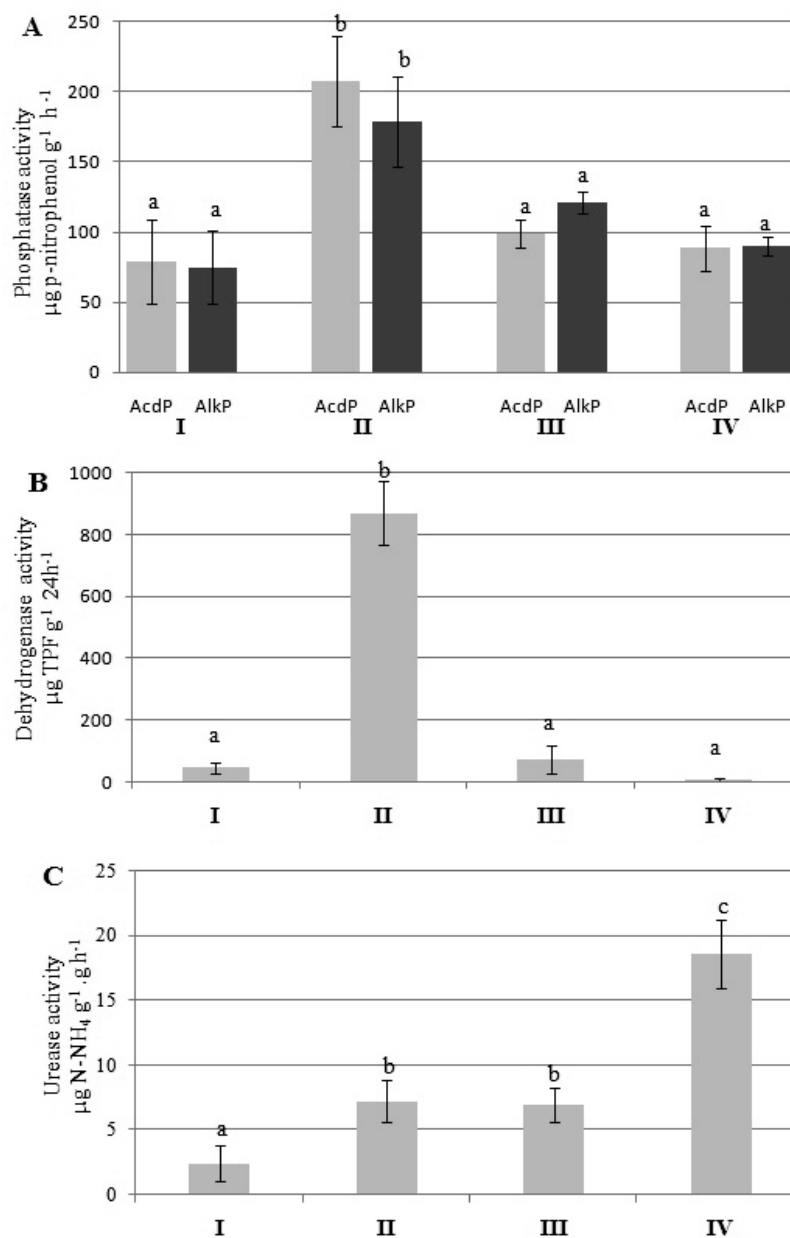 A
Phosphatase activity
µg p-nitrophenol g⁻¹ h⁻¹
250
200
150
100
50
0
a
a
b
b
a
a
a
a
AcdP AlkP AcdP AlkP AcdP AlkP AcdP AlkP
I II III IV
B
Dehydrogenase activity
µg TPF g⁻¹ 24h⁻¹
1000
800
600
400
200
0
a
b
a
a
I II III IV
C
Urease activity
µg N-NH₄ g⁻¹ .g h⁻¹
25
20
15
10
5
0
a
b
b
c
I II III IV